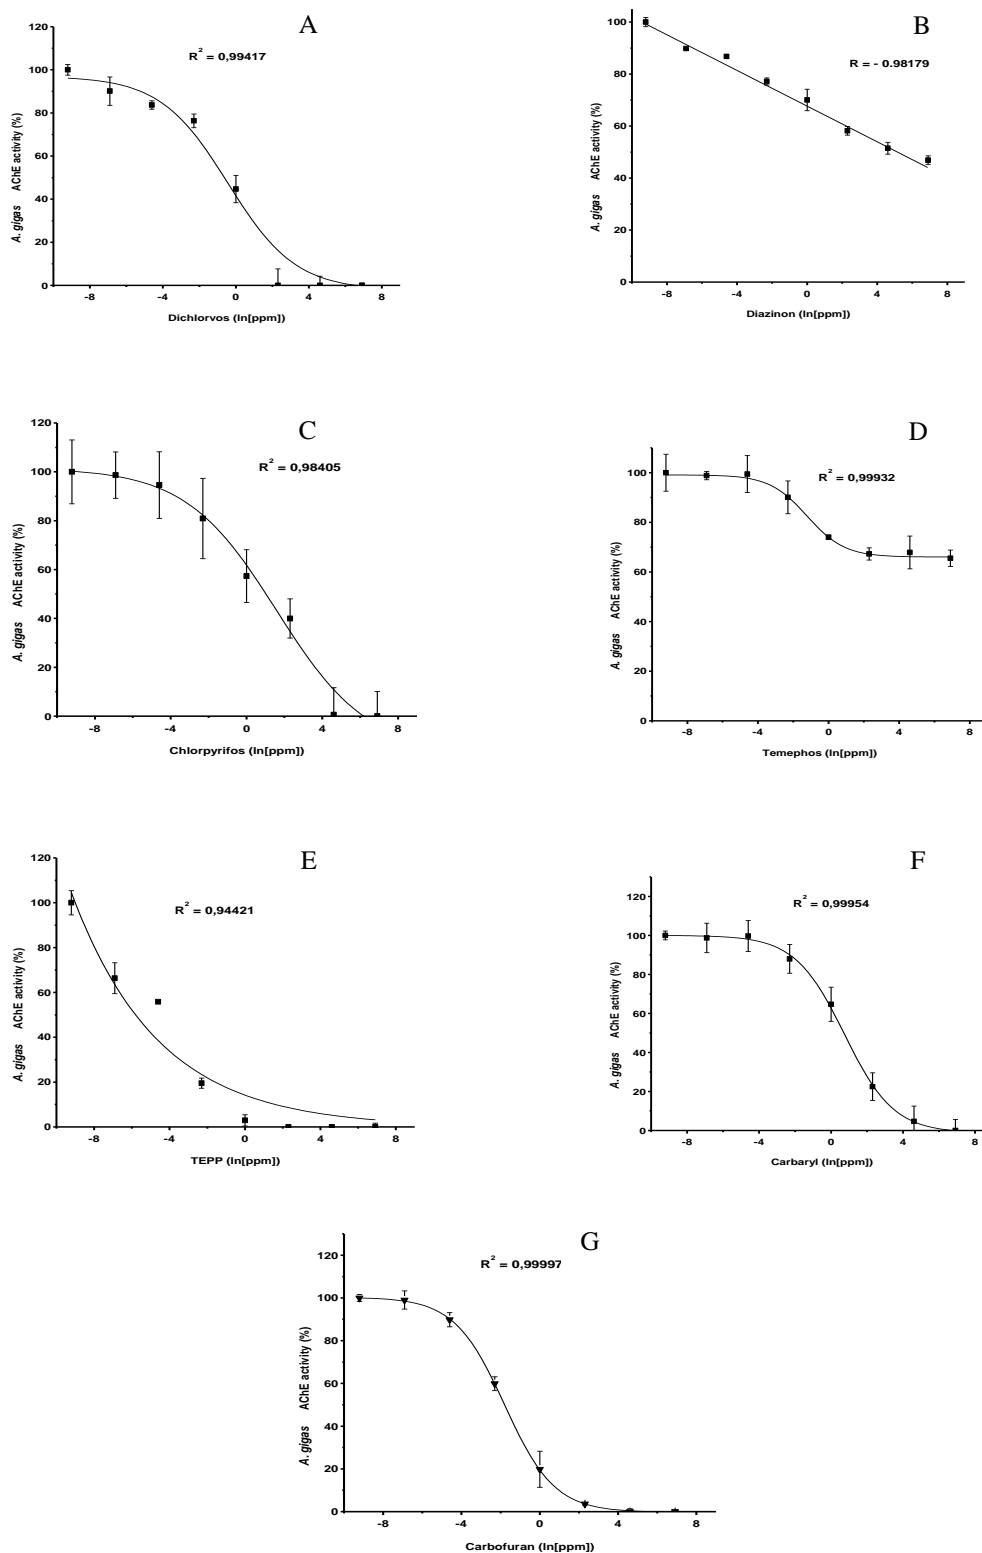 A
R² = 0,99417
A. gigas AChE activity (%)
120
100
80
60
40
20
0
-8 -4 0 4 8
Dichlorvos (ln[ppm])
B
R = - 0.98179
A. gigas AChE activity (%)
100
80
60
40
20
0
-8 -4 0 4 8
Diazinon (ln[ppm])
C
R² = 0,98405
A. gigas AChE activity (%)
120
100
80
60
40
20
0
-8 -4 0 4 8
Chlorpyrifos (ln[ppm])
D
R² = 0,99932
A. gigas AChE activity (%)
100
80
60
40
20
0
-8 -4 0 4 8
Temephos (ln[ppm])
E
R² = 0,94421
A. gigas AChE activity (%)
120
100
80
60
40
20
0
-8 -4 0 4 8
TEPP (ln[ppm])
F
R² = 0,99954
A. gigas AChE activity (%)
120
100
80
60
40
20
0
-8 -4 0 4 8
Carbaryl (ln[ppm])
G
R² = 0,99997
A. gigas AChE activity (%)
120
100
80
60
40
20
0
-8 -4 0 4 8
Carbofuran (ln[ppm])